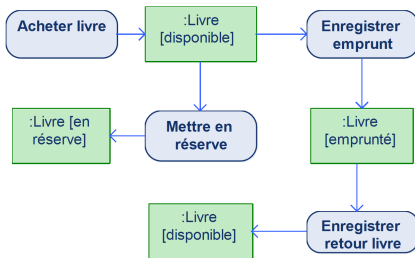 Acheter livre
:Livre
[disponible]
Enregistrer
emprunt
:Livre [en
réserve]
Mettre en
réserve
:Livre
[emprunté]
:Livre
[disponible]
Enregistrer
retour livre